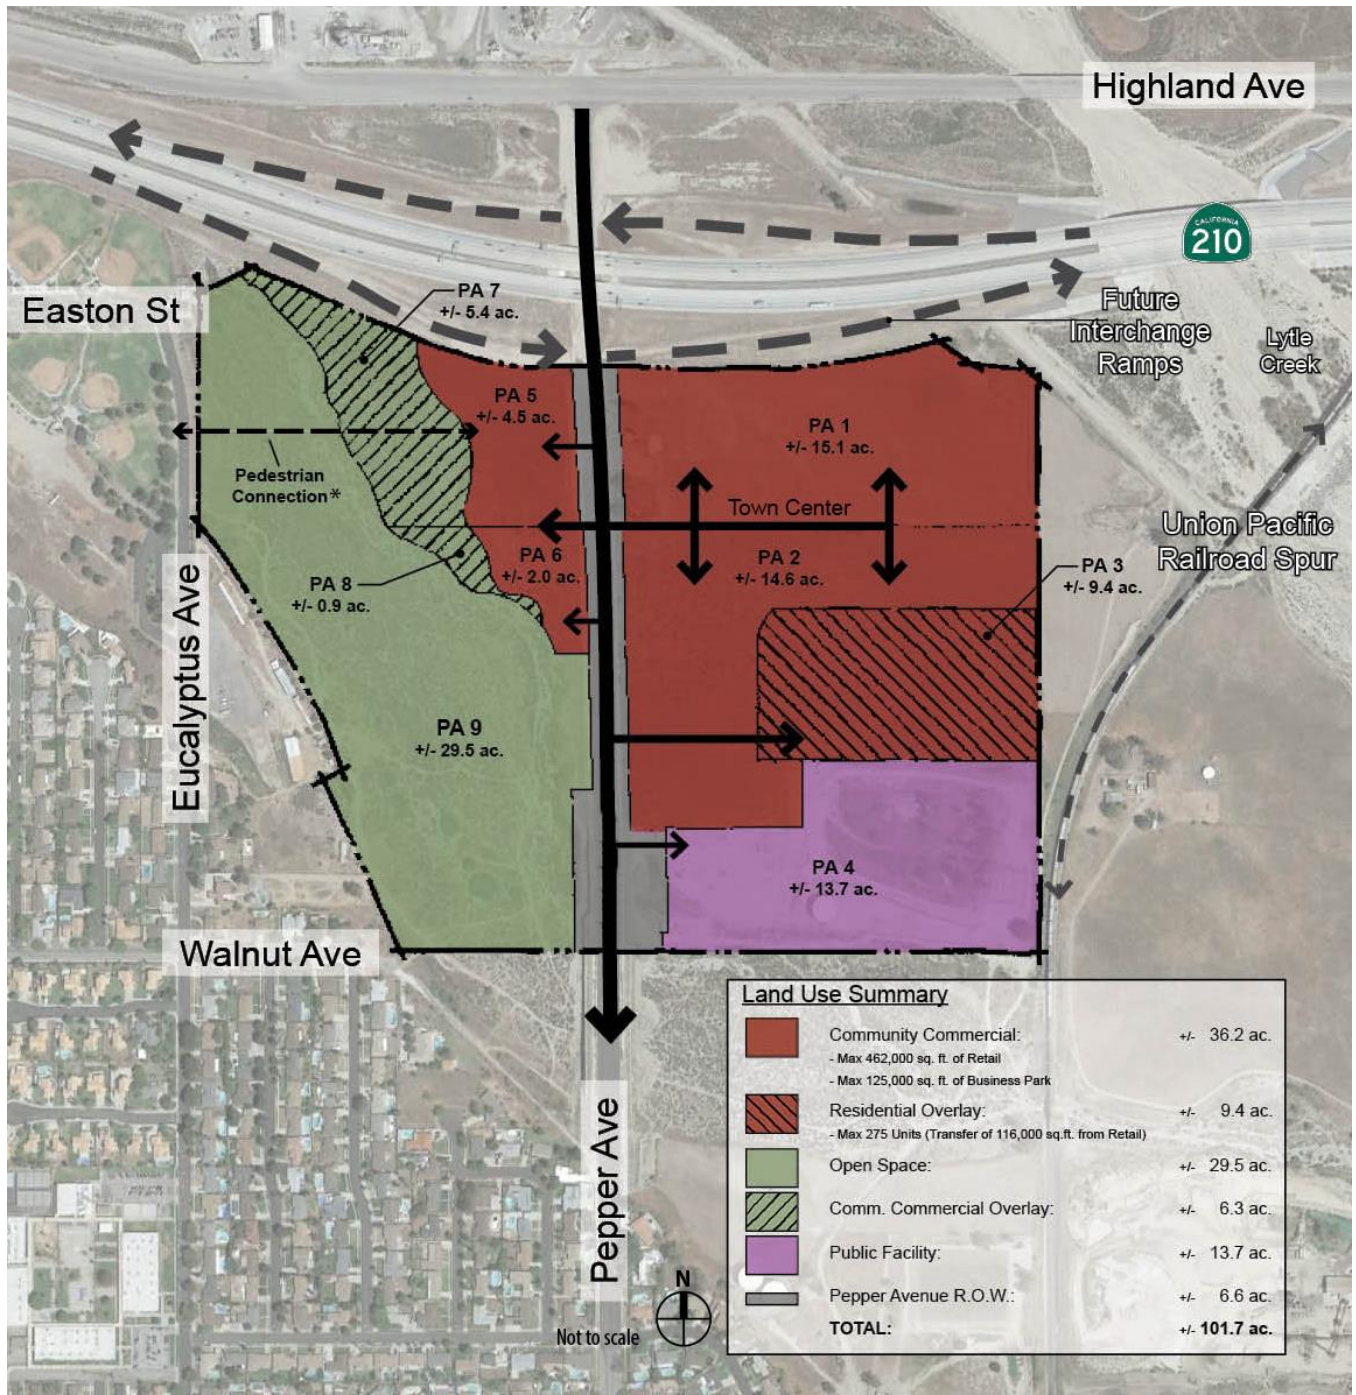 Highland Ave
CALIFORNIA
210
PA 7
+/- 5.4 ac.
Easton St
Future
Interchange
Ramps
Lytle
Creek
PA 5
+/- 4.5 ac.
PA 1
+/- 15.1 ac.
Pedestrian
Connection*
Town Center
Union Pacific
Railroad Spur
PA 6
+/- 2.0 ac.
PA 2
+/- 14.6 ac.
PA 3
+/- 9.4 ac.
PA 8
+/- 0.9 ac.
Eucalyptus Ave
PA 9
+/- 29.5 ac.
PA 4
+/- 13.7 ac.
Walnut Ave
Pepper Ave
N
Not to scale
Land Use Summary
Community Commercial: +/- 36.2 ac.
- Max 462,000 sq. ft. of Retail
- Max 125,000 sq. ft. of Business Park
Residential Overlay: +/- 9.4 ac.
- Max 275 Units (Transfer of 116,000 sq.ft. from Retail)
Open Space: +/- 29.5 ac.
Comm. Commercial Overlay: +/- 6.3 ac.
Public Facility: +/- 13.7 ac.
Pepper Avenue R.O.W.: +/- 6.6 ac.
TOTAL: +/- 101.7 ac.